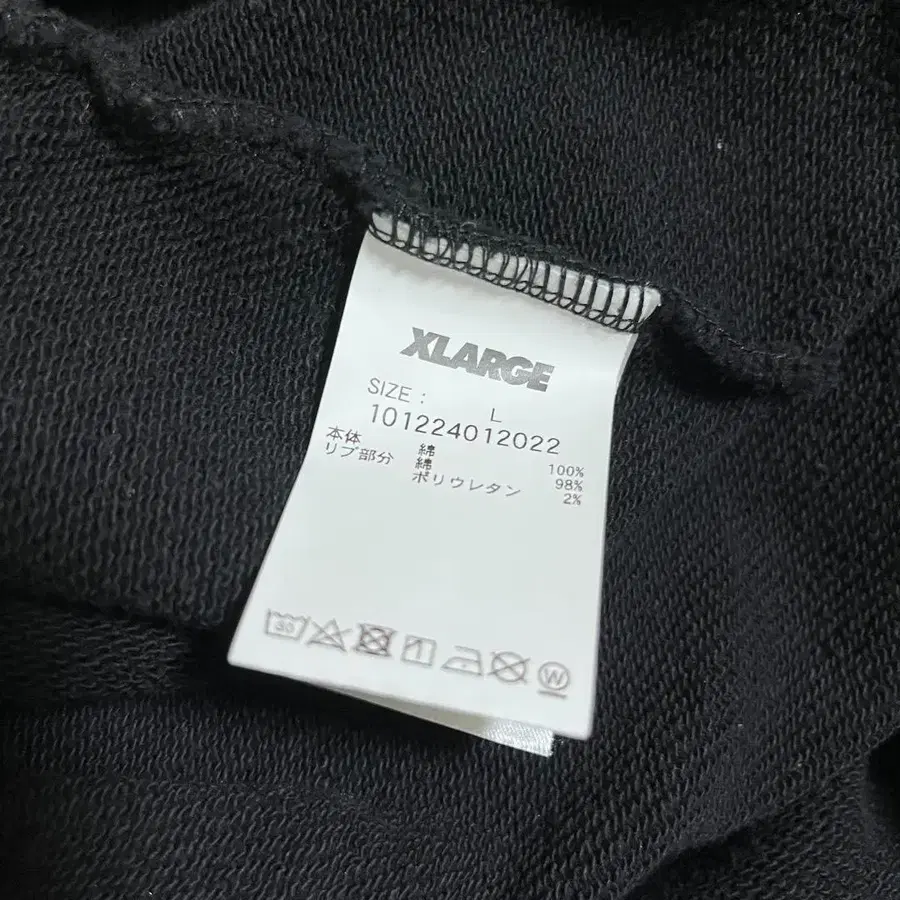 XLARGE
SIZE : L
101224012022
本体 綿 100%
リブ部分 綿 98%
ポリウレタン 2%
30
W